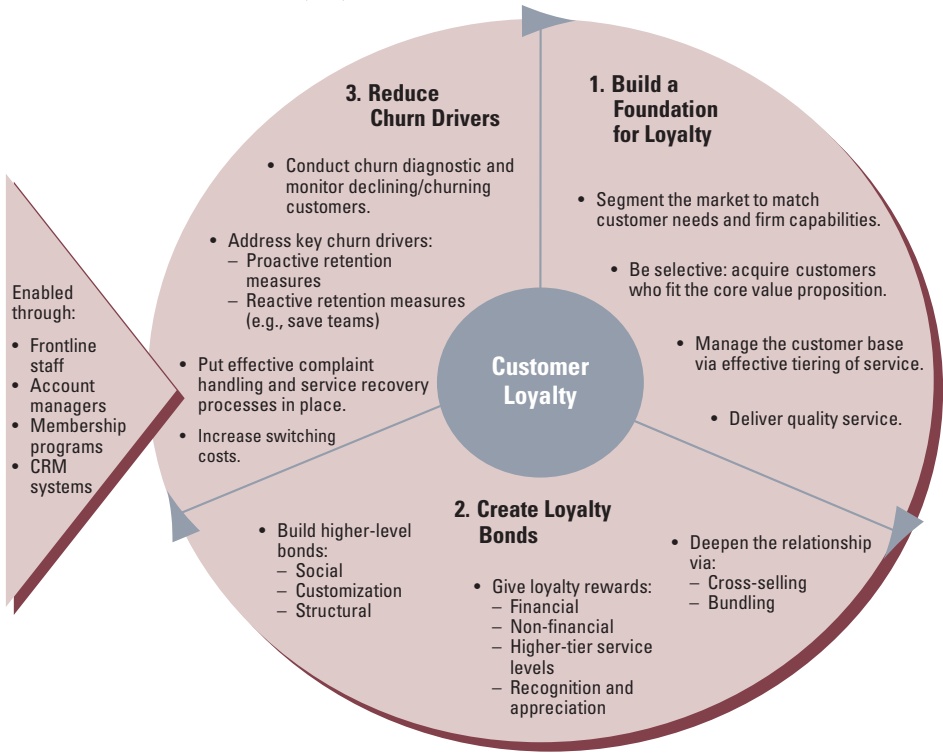 3. Reduce
Churn Drivers
• Conduct churn diagnostic and
monitor declining/churning
customers.
• Address key churn drivers:
– Proactive retention
measures
– Reactive retention measures
(e.g., save teams)
• Put effective complaint
handling and service recovery
processes in place.
• Increase switching
costs.
1. Build a
Foundation
for Loyalty
• Segment the market to match
customer needs and firm capabilities.
• Be selective: acquire customers
who fit the core value proposition.
• Manage the customer base
via effective tiering of service.
• Deliver quality service.
Enabled
through:
• Frontline
staff
• Account
managers
• Membership
programs
• CRM
systems
Customer
Loyalty
2. Create Loyalty
Bonds
• Build higher-level
bonds:
– Social
– Customization
– Structural
• Give loyalty rewards:
– Financial
– Non-financial
– Higher-tier service
levels
– Recognition and
appreciation
• Deepen the relationship
via:
– Cross-selling
– Bundling